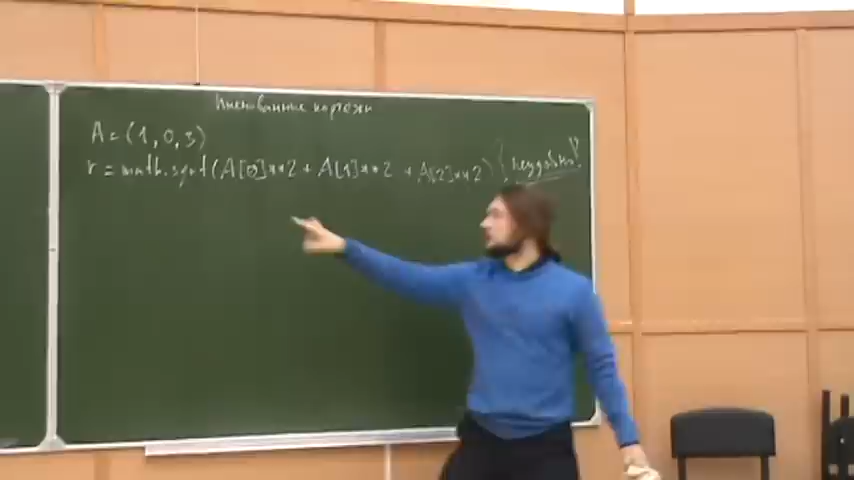 Именованные кортежи
A = (1, 0, 3)
r = math.sqrt(A[0]**2 + A[1]**2 + A[2]**2) { неудобно!